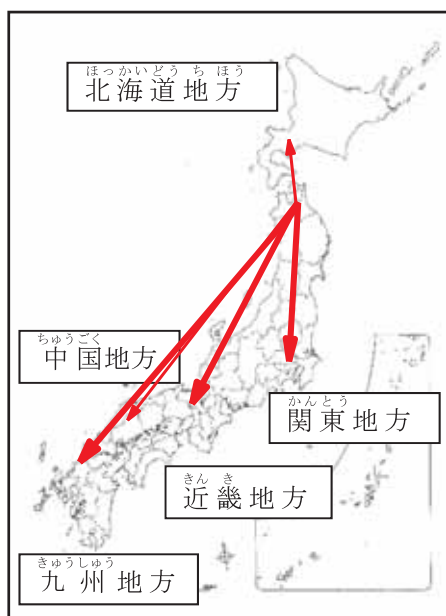 ほっかいどう ち ほう
北海道地方
ちゅうごく
中国地方
かんとう
関東地方
きん き
近畿地方
きゅうしゅう
九州地方